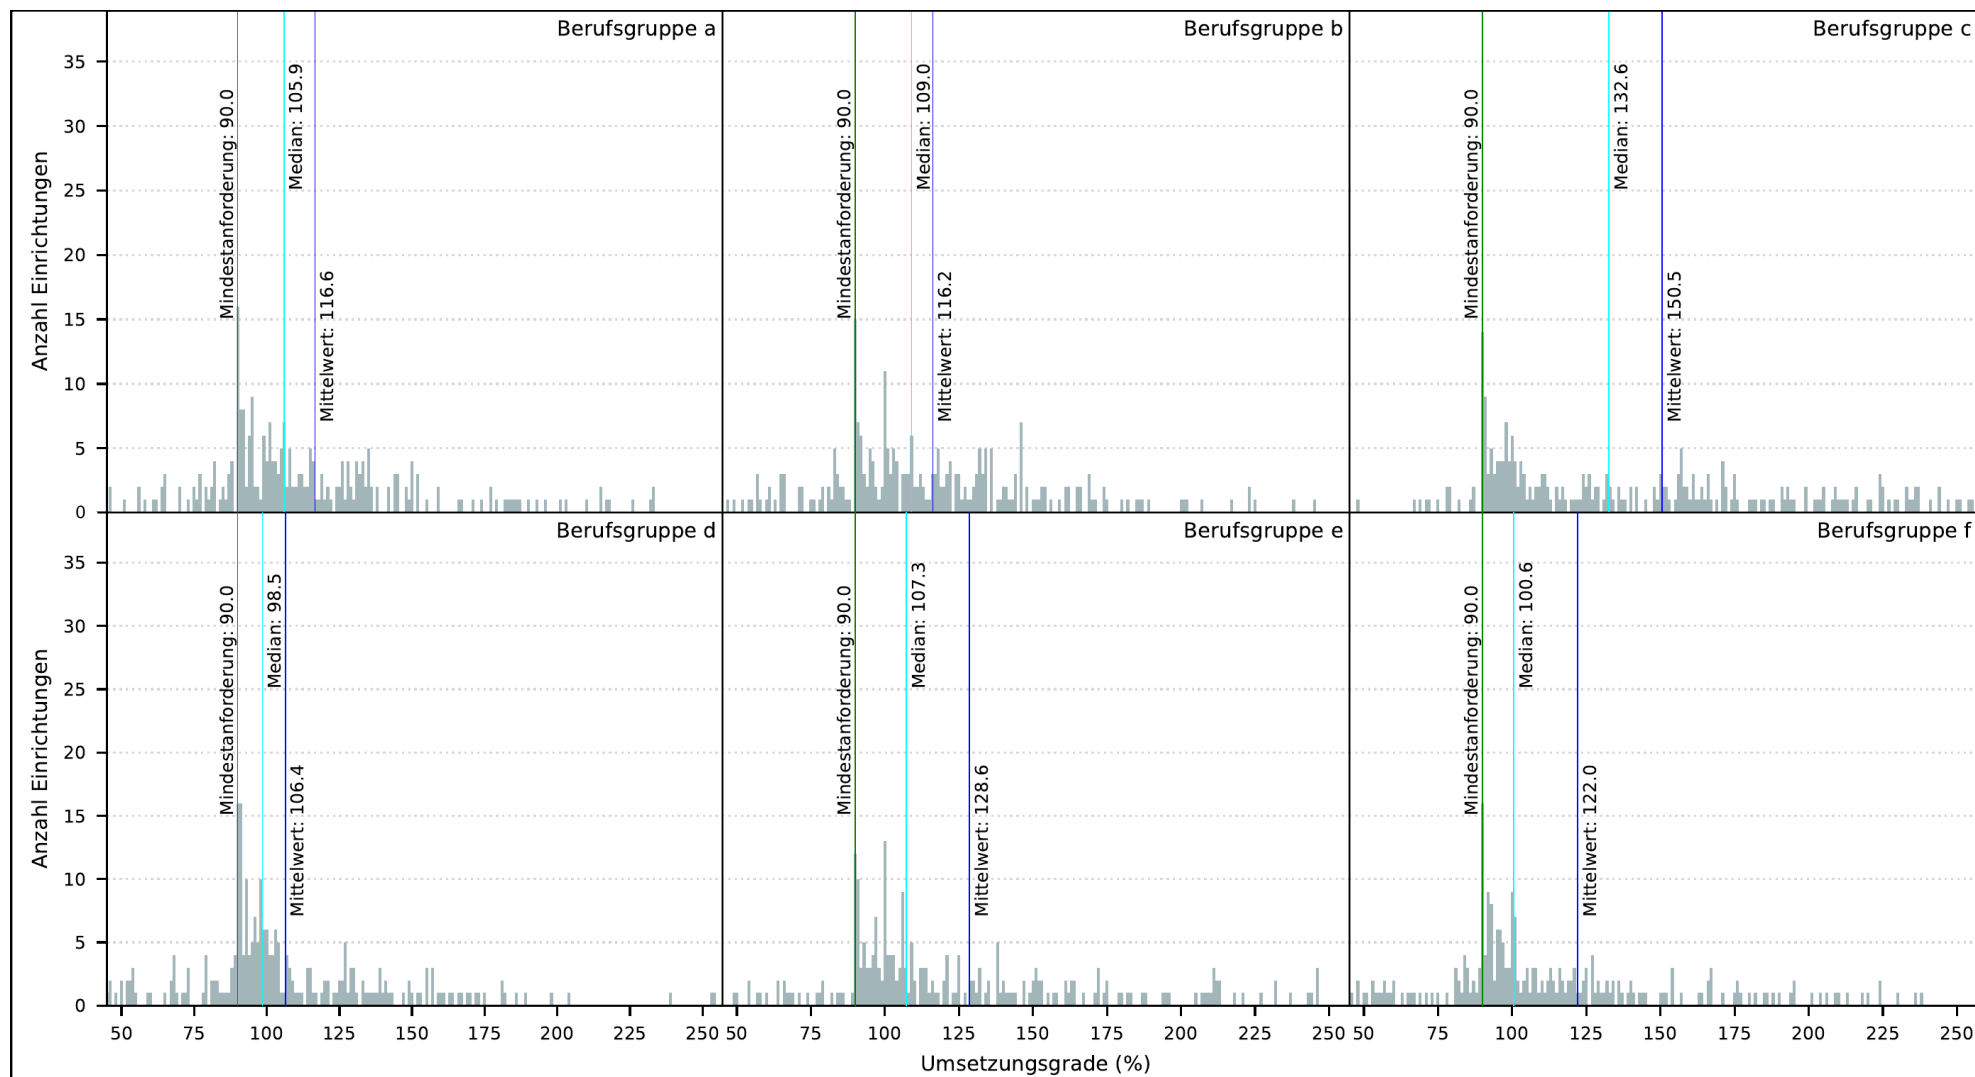 Berufsgruppe a
Berufsgruppe b
Berufsgruppe c
Anzahl Einrichtungen
35
30
25
20
15
10
5
0
Mindestanforderung: 90.0
Median: 105.9
Mittelwert: 116.6
Mindestanforderung: 90.0
Median: 109.0
Mittelwert: 116.2
Mindestanforderung: 90.0
Median: 132.6
Mittelwert: 150.5
Berufsgruppe d
Berufsgruppe e
Berufsgruppe f
Anzahl Einrichtungen
35
30
25
20
15
10
5
0
Mindestanforderung: 90.0
Median: 98.5
Mittelwert: 106.4
Mindestanforderung: 90.0
Median: 107.3
Mittelwert: 128.6
Mindestanforderung: 90.0
Median: 100.6
Mittelwert: 122.0
50 75 100 125 150 175 200 225 250 50 75 100 125 150 175 200 225 250 50 75 100 125 150 175 200 225 250
Umsetzungsgrade (%)